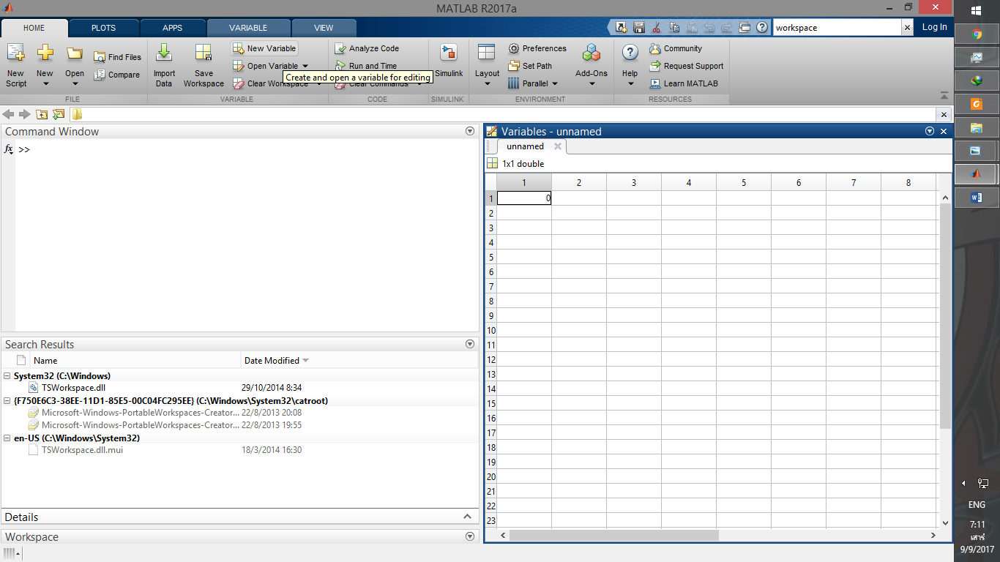 MATLAB R2017a
HOME PLOTS APPS VARIABLE VIEW workspace Log In
New Script
New
Open
Find Files
Compare
FILE
Import Data
Save Workspace
New Variable
Open Variable
Clear Workspace
VARIABLE
Create and open a variable for editing
Analyze Code
Run and Time
Clear Commands
CODE
Simulink
SIMULINK
Layout
Preferences
Set Path
Parallel
Add-Ons
ENVIRONMENT
Help
Community
Request Support
Learn MATLAB
RESOURCES
Command Window
fx >>
Search Results
Name Date Modified
System32 (C:\Windows)
TSWorkspace.dll 29/10/2014 8:34
{F750E6C3-38EE-11D1-85E5-00C04FC295EE} (C:\Windows\System32\catroot)
Microsoft-Windows-PortableWorkspaces-Creator... 22/8/2013 20:08
Microsoft-Windows-PortableWorkspaces-Creator... 22/8/2013 19:55
en-US (C:\Windows\System32)
TSWorkspace.dll.mui 18/3/2014 16:30
Details
Workspace
Variables - unnamed
unnamed
1x1 double
1 2 3 4 5 6 7 8
1 0
2
3
4
5
6
7
8
9
10
11
12
13
14
15
16
17
18
19
20
21
22
23
ENG
7:11
เสาร์
9/9/2017